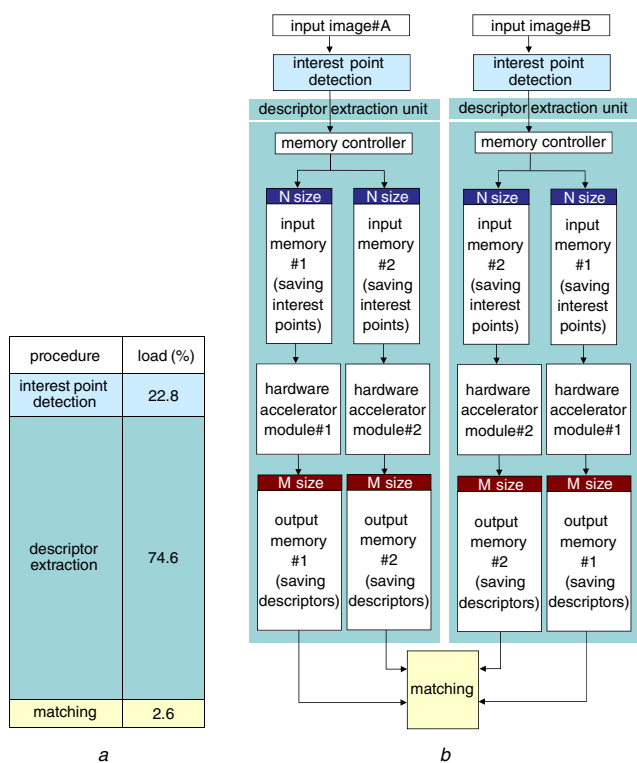 input image#A
input image#B
interest point
detection
interest point
detection
descriptor extraction unit
descriptor extraction unit
memory controller
memory controller
N size
N size
N size
N size
input
memory
#1
(saving
interest
points)
input
memory
#2
(saving
interest
points)
input
memory
#2
(saving
interest
points)
input
memory
#1
(saving
interest
points)
hardware
accelerator
module#1
hardware
accelerator
module#2
hardware
accelerator
module#2
hardware
accelerator
module#1
M size
M size
M size
M size
output
memory
#1
(saving
descriptors)
output
memory
#2
(saving
descriptors)
output
memory
#2
(saving
descriptors)
output
memory
#1
(saving
descriptors)
matching
procedure load (%)
interest point
detection
22.8
descriptor
extraction
74.6
matching 2.6
a
b